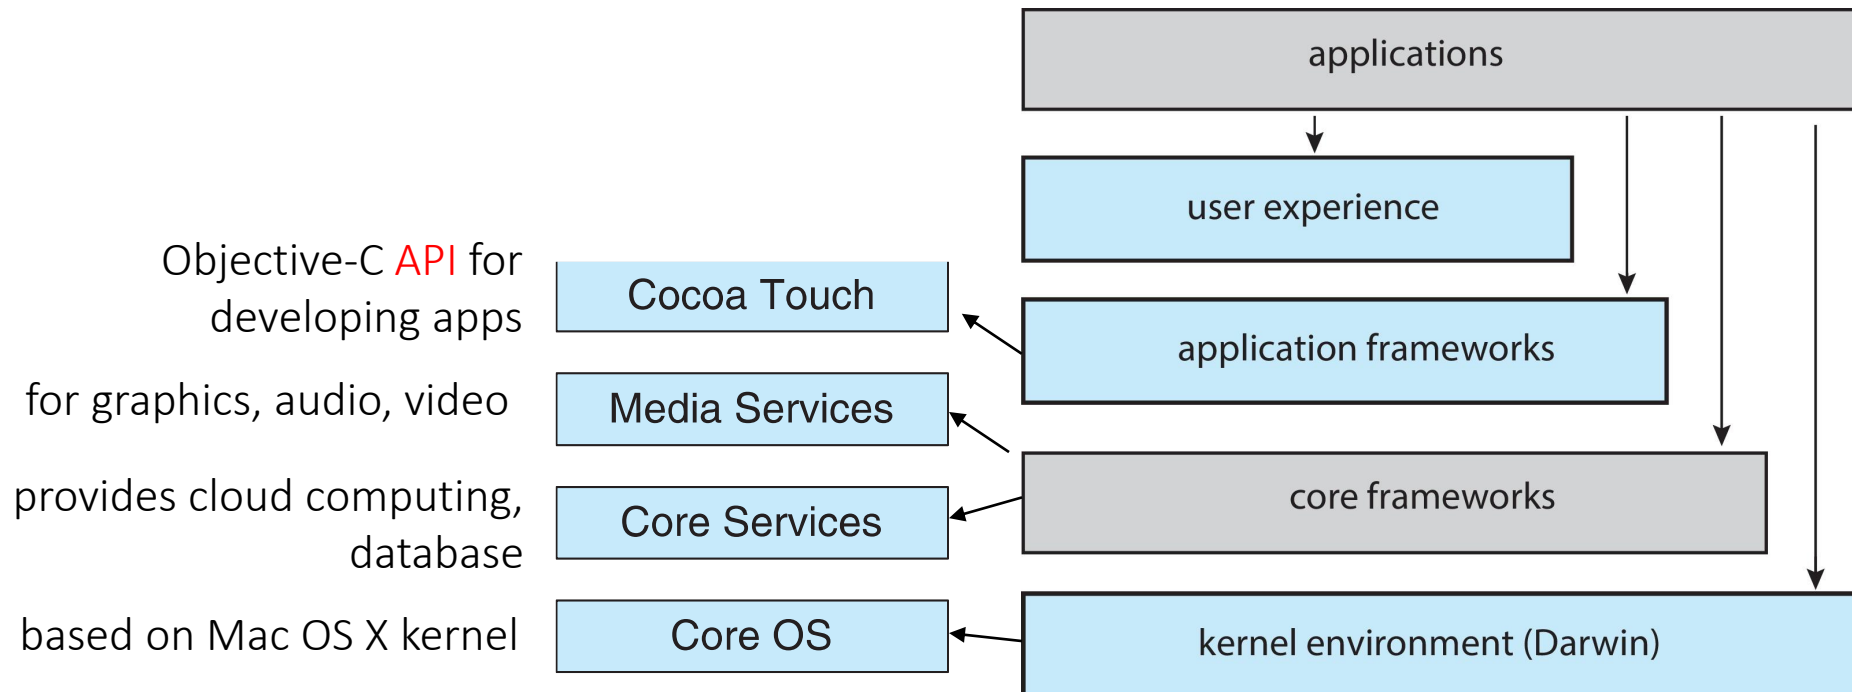 applications
user experience
Objective-C API for
developing apps
Cocoa Touch
application frameworks
for graphics, audio, video
Media Services
core frameworks
provides cloud computing,
database
Core Services
based on Mac OS X kernel
Core OS
kernel environment (Darwin)